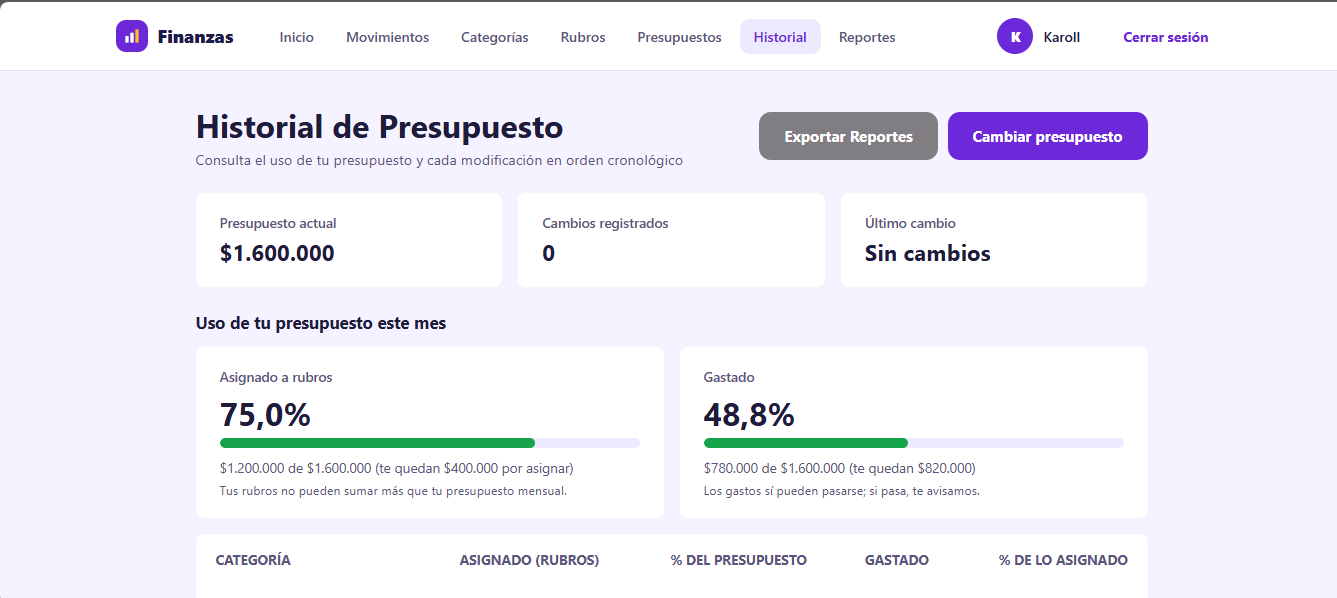 Finanzas Inicio Movimientos Categorías Rubros Presupuestos Historial Reportes K Karoll Cerrar sesión
Historial de Presupuesto
Consulta el uso de tu presupuesto y cada modificación en orden cronológico
Exportar Reportes Cambiar presupuesto
Presupuesto actual
$1.600.000
Cambios registrados
0
Último cambio
Sin cambios
Uso de tu presupuesto este mes
Asignado a rubros
75,0%
$1.200.000 de $1.600.000 (te quedan $400.000 por asignar)
Tus rubros no pueden sumar más que tu presupuesto mensual.
Gastado
48,8%
$780.000 de $1.600.000 (te quedan $820.000)
Los gastos sí pueden pasarse; si pasa, te avisamos.
CATEGORÍA ASIGNADO (RUBROS) % DEL PRESUPUESTO GASTADO % DE LO ASIGNADO